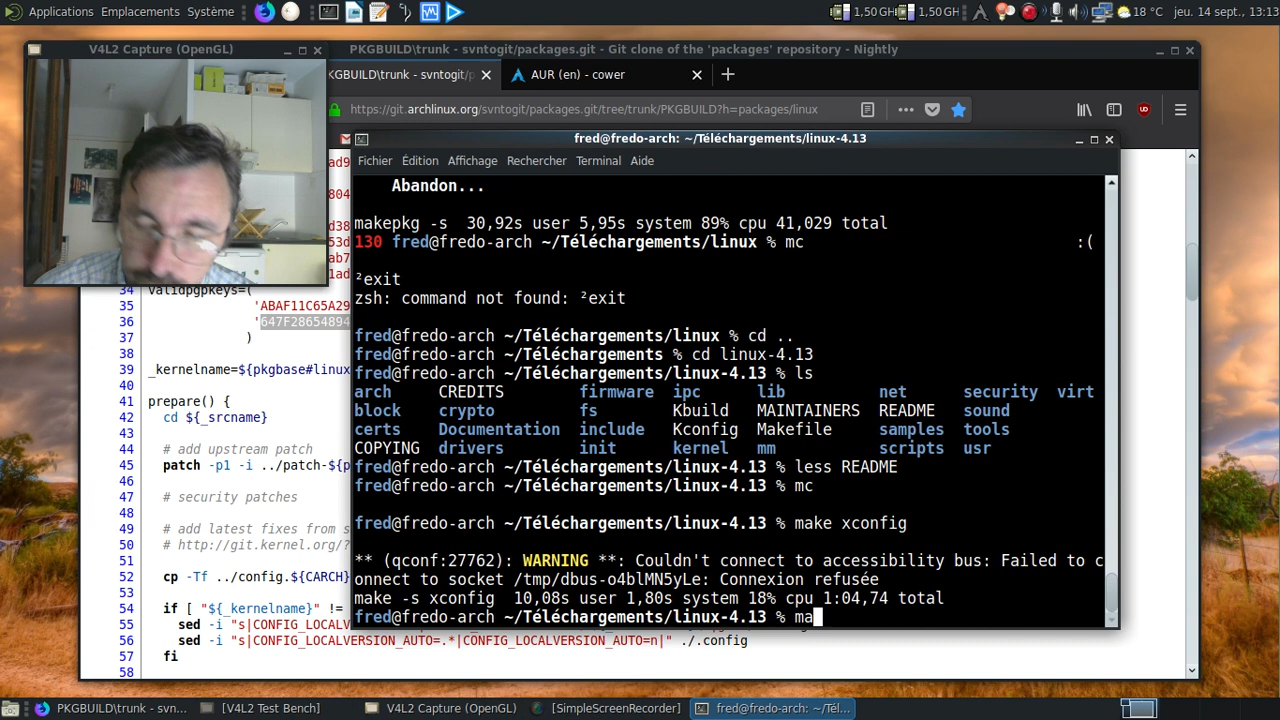 Applications Emplacements Système
1,50 GH 1,50 GH 18 °C jeu. 14 sept., 13:13
V4L2 Capture (OpenGL)
PKGBUILD\trunk - svntogit/packages.git - Git clone of the 'packages' repository - Nightly
KGBUILD\trunk - svntogit/p
AUR (en) - cower
https://git.archlinux.org/svntogit/packages.git/tree/trunk/PKGBUILD?h=packages/linux
fred@fredo-arch: ~/Téléchargements/linux-4.13
Fichier Édition Affichage Rechercher Terminal Aide
Abandon...
makepkg -s 30,92s user 5,95s system 89% cpu 41,029 total
130 fred@fredo-arch ~/Téléchargements/linux % mc :(
²exit
zsh: command not found: ²exit
fred@fredo-arch ~/Téléchargements/linux % cd ..
fred@fredo-arch ~/Téléchargements % cd linux-4.13
fred@fredo-arch ~/Téléchargements/linux-4.13 % ls
arch CREDITS firmware ipc lib net security virt
block crypto fs Kbuild MAINTAINERS README sound
certs Documentation include Kconfig Makefile samples tools
COPYING drivers init kernel mm scripts usr
fred@fredo-arch ~/Téléchargements/linux-4.13 % less README
fred@fredo-arch ~/Téléchargements/linux-4.13 % mc
fred@fredo-arch ~/Téléchargements/linux-4.13 % make xconfig
** (qconf:27762): WARNING **: Couldn't connect to accessibility bus: Failed to c
onnect to socket /tmp/dbus-o4blMN5yLe: Connexion refusée
make -s xconfig 10,08s user 1,80s system 18% cpu 1:04,74 total
fred@fredo-arch ~/Téléchargements/linux-4.13 % ma
ad9
804
d38
53d
ab7
1ad
34 validpgpkeys=(
35 'ABAF11C65A29
36 '647F28654894
37 )
38
39 _kernelname=${pkgbase#linux
40
41 prepare() {
42 cd ${_srcname}
43
44 # add upstream patch
45 patch -p1 -i ../patch-${p
46
47 # security patches
48
49 # add latest fixes from s
50 # http://git.kernel.org/?
51
52 cp -Tf ../config.${CARCH}
53
54 if [ "${_kernelname}" !=
55 sed -i "s|CONFIG_LOCALV
56 sed -i "s|CONFIG_LOCALVERSION_AUTO=.*|CONFIG_LOCALVERSION_AUTO=n|" ./.config
57 fi
58
PKGBUILD\trunk - svntogit/p...
[V4L2 Test Bench]
V4L2 Capture (OpenGL)
[SimpleScreenRecorder]
fred@fredo-arch: ~/Tél...